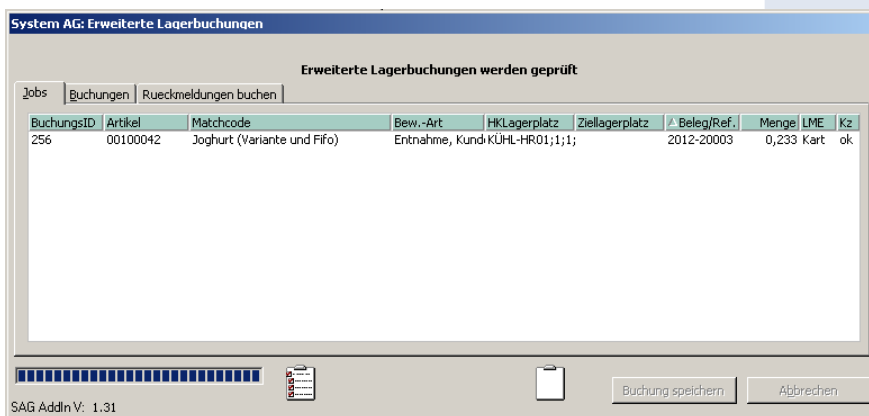 System AG: Erweiterte Lagerbuchungen
Erweiterte Lagerbuchungen werden geprüft
Jobs Buchungen Rueckmeldungen buchen
BuchungsID Artikel Matchcode Bew.-Art HKLagerplatz Ziellagerplatz Beleg/Ref. Menge LME Kz
256 00100042 Joghurt (Variante und Fifo) Entnahme, Kund KÜHL-HR01;1;1; 2012-20003 0,233 Kart ok
Buchung speichern Abbrechen
SAG AddIn V: 1.31